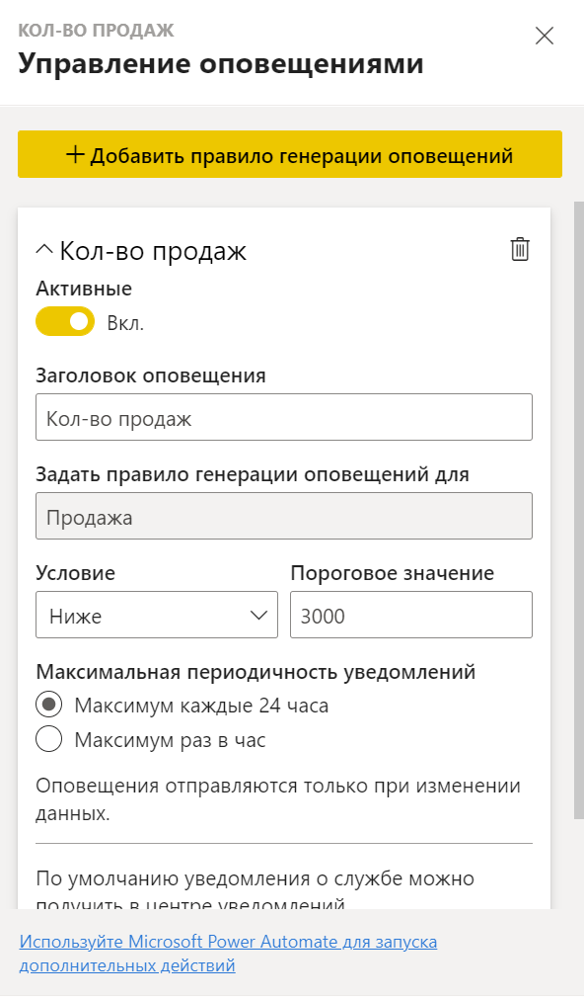 КОЛ-ВО ПРОДАЖ
Управление оповещениями
+ Добавить правило генерации оповещений
Кол-во продаж
Активные
Вкл.
Заголовок оповещения
Кол-во продаж
Задать правило генерации оповещений для
Продажа
Условие Пороговое значение
Ниже 3000
Максимальная периодичность уведомлений
Максимум каждые 24 часа
Максимум раз в час
Оповещения отправляются только при изменении
данных.
По умолчанию уведомления о службе можно
получить в центре уведомлений
Используйте Microsoft Power Automate для запуска
дополнительных действий